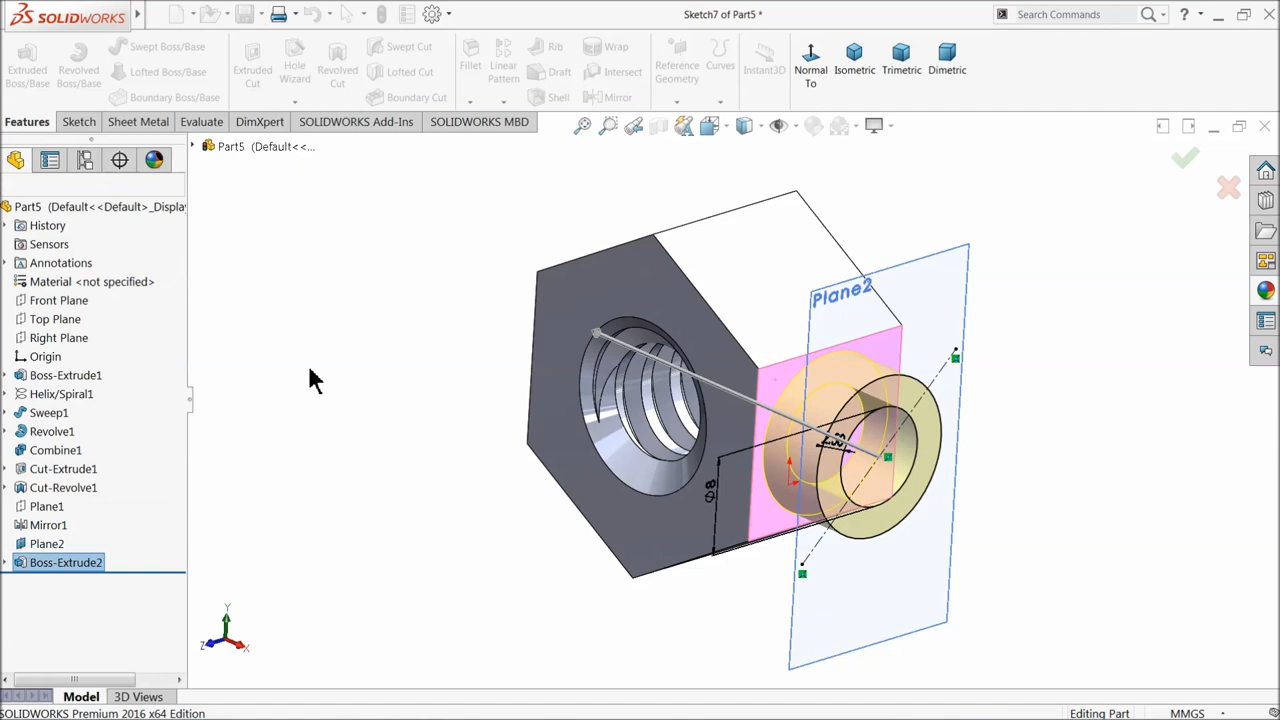 SOLIDWORKS
Sketch7 of Part5 *
Search Commands
?
Extruded Boss/Base
Revolved Boss/Base
Swept Boss/Base
Lofted Boss/Base
Boundary Boss/Base
Extruded Cut
Hole Wizard
Revolved Cut
Swept Cut
Lofted Cut
Boundary Cut
Fillet
Linear Pattern
Rib
Draft
Shell
Wrap
Intersect
Mirror
Reference Geometry
Curves
Instant3D
Normal To
Isometric
Trimetric
Dimetric
Features
Sketch
Sheet Metal
Evaluate
DimXpert
SOLIDWORKS Add-Ins
SOLIDWORKS MBD
Part5 (Default<<...
Part5 (Default<<Default>_Display
History
Sensors
Annotations
Material <not specified>
Front Plane
Top Plane
Right Plane
Origin
Boss-Extrude1
Helix/Spiral1
Sweep1
Revolve1
Combine1
Cut-Extrude1
Cut-Revolve1
Plane1
Mirror1
Plane2
Boss-Extrude2
Plane2
Ø8
Y
Z
X
Model
3D Views
SOLIDWORKS Premium 2016 x64 Edition
Editing Part
MMGS